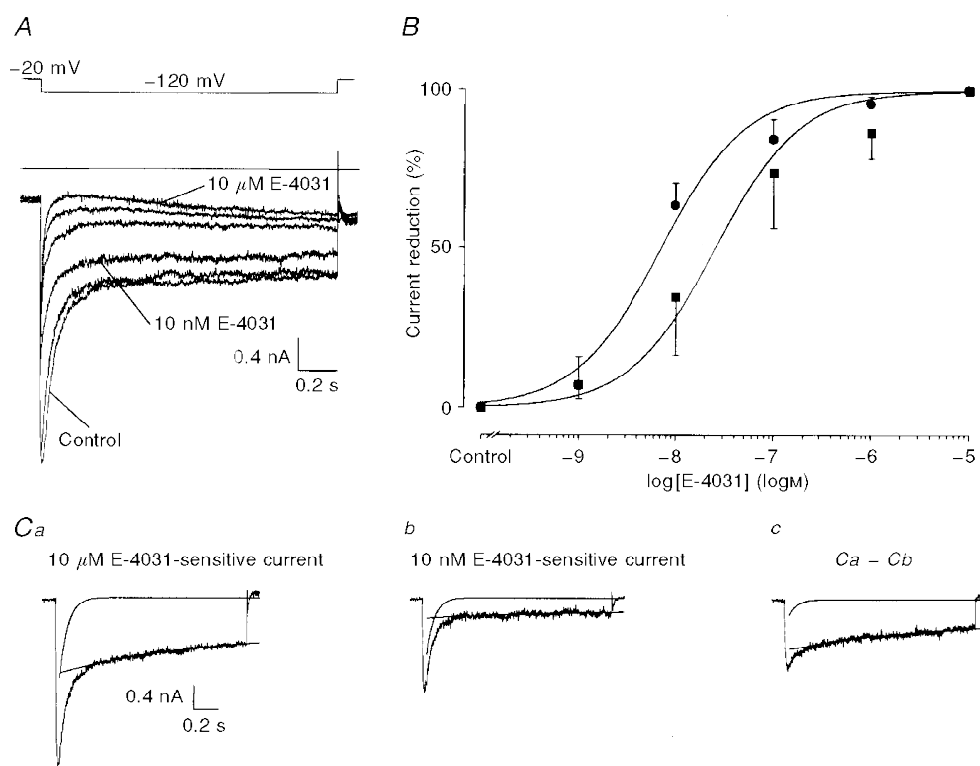 A
−20 mV
−120 mV
10 μM E-4031
10 nM E-4031
0.4 nA
0.2 s
Control
B
Current reduction (%)
100
50
0
Control
−9
−8
−7
−6
−5
log[E-4031] (logM)
Ca
10 μM E-4031-sensitive current
0.4 nA
0.2 s
b
10 nM E-4031-sensitive current
c
Ca – Cb